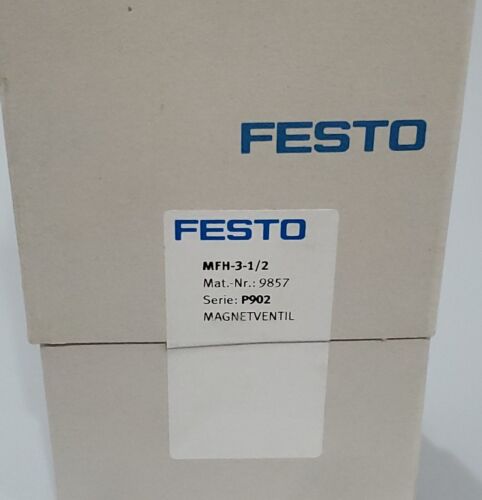 FESTO
FESTO
MFH-3-1/2
Mat.-Nr.: 9857
Serie: P902
MAGNETVENTIL